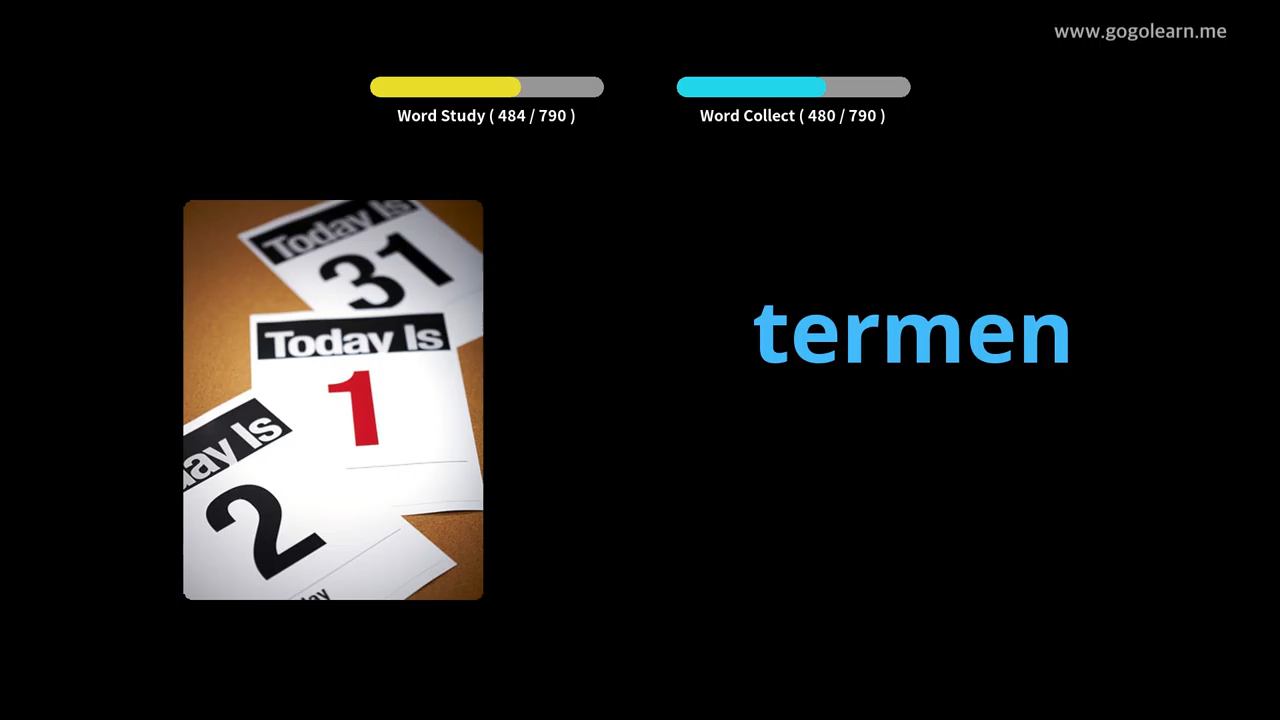 www.gogolearn.me
Word Study ( 484 / 790 )
Word Collect ( 480 / 790 )
Today Is
31
Today Is
1
ay Is
2
day
termen